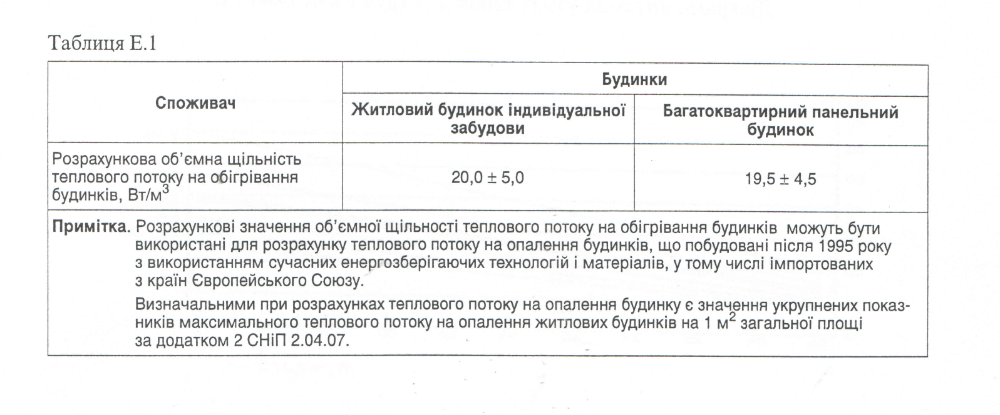 Таблиця Е.1
Споживач
Будинки
Житловий будинок індивідуальної
забудови
Багатоквартирний панельний
будинок
Розрахункова об’ємна щільність
теплового потоку на обігрівання
будинків, Вт/м³
20,0 ± 5,0
19,5 ± 4,5
Примітка. Розрахункові значення об’ємної щільності теплового потоку на обігрівання будинків можуть бути
використані для розрахунку теплового потоку на опалення будинків, що побудовані після 1995 року
з використанням сучасних енергозберігаючих технологій і матеріалів, у тому числі імпортованих
з країн Європейського Союзу.
Визначальними при розрахунках теплового потоку на опалення будинку є значення укрупнених показ-
ників максимального теплового потоку на опалення житлових будинків на 1 м² загальної площі
за додатком 2 СНіП 2.04.07.